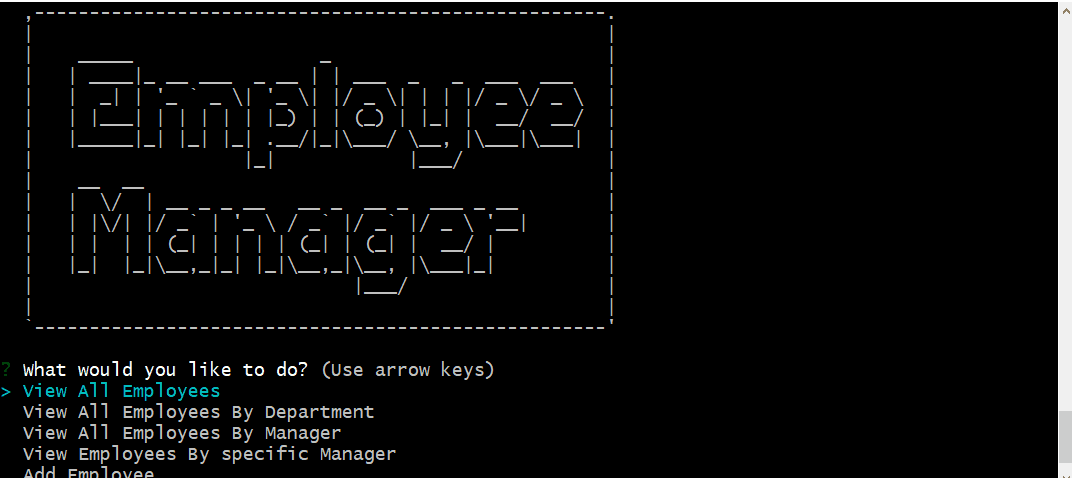 Employee
Manager
? What would you like to do? (Use arrow keys)
> View All Employees
View All Employees By Department
View All Employees By Manager
View Employees By specific Manager
Add Employee